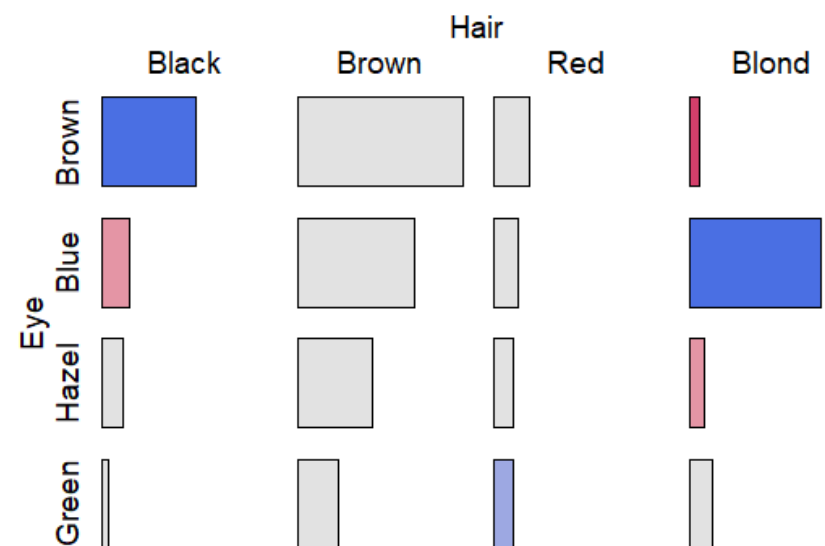 Hair
Black Brown Red Blond
Eye
Brown
Blue
Hazel
Green